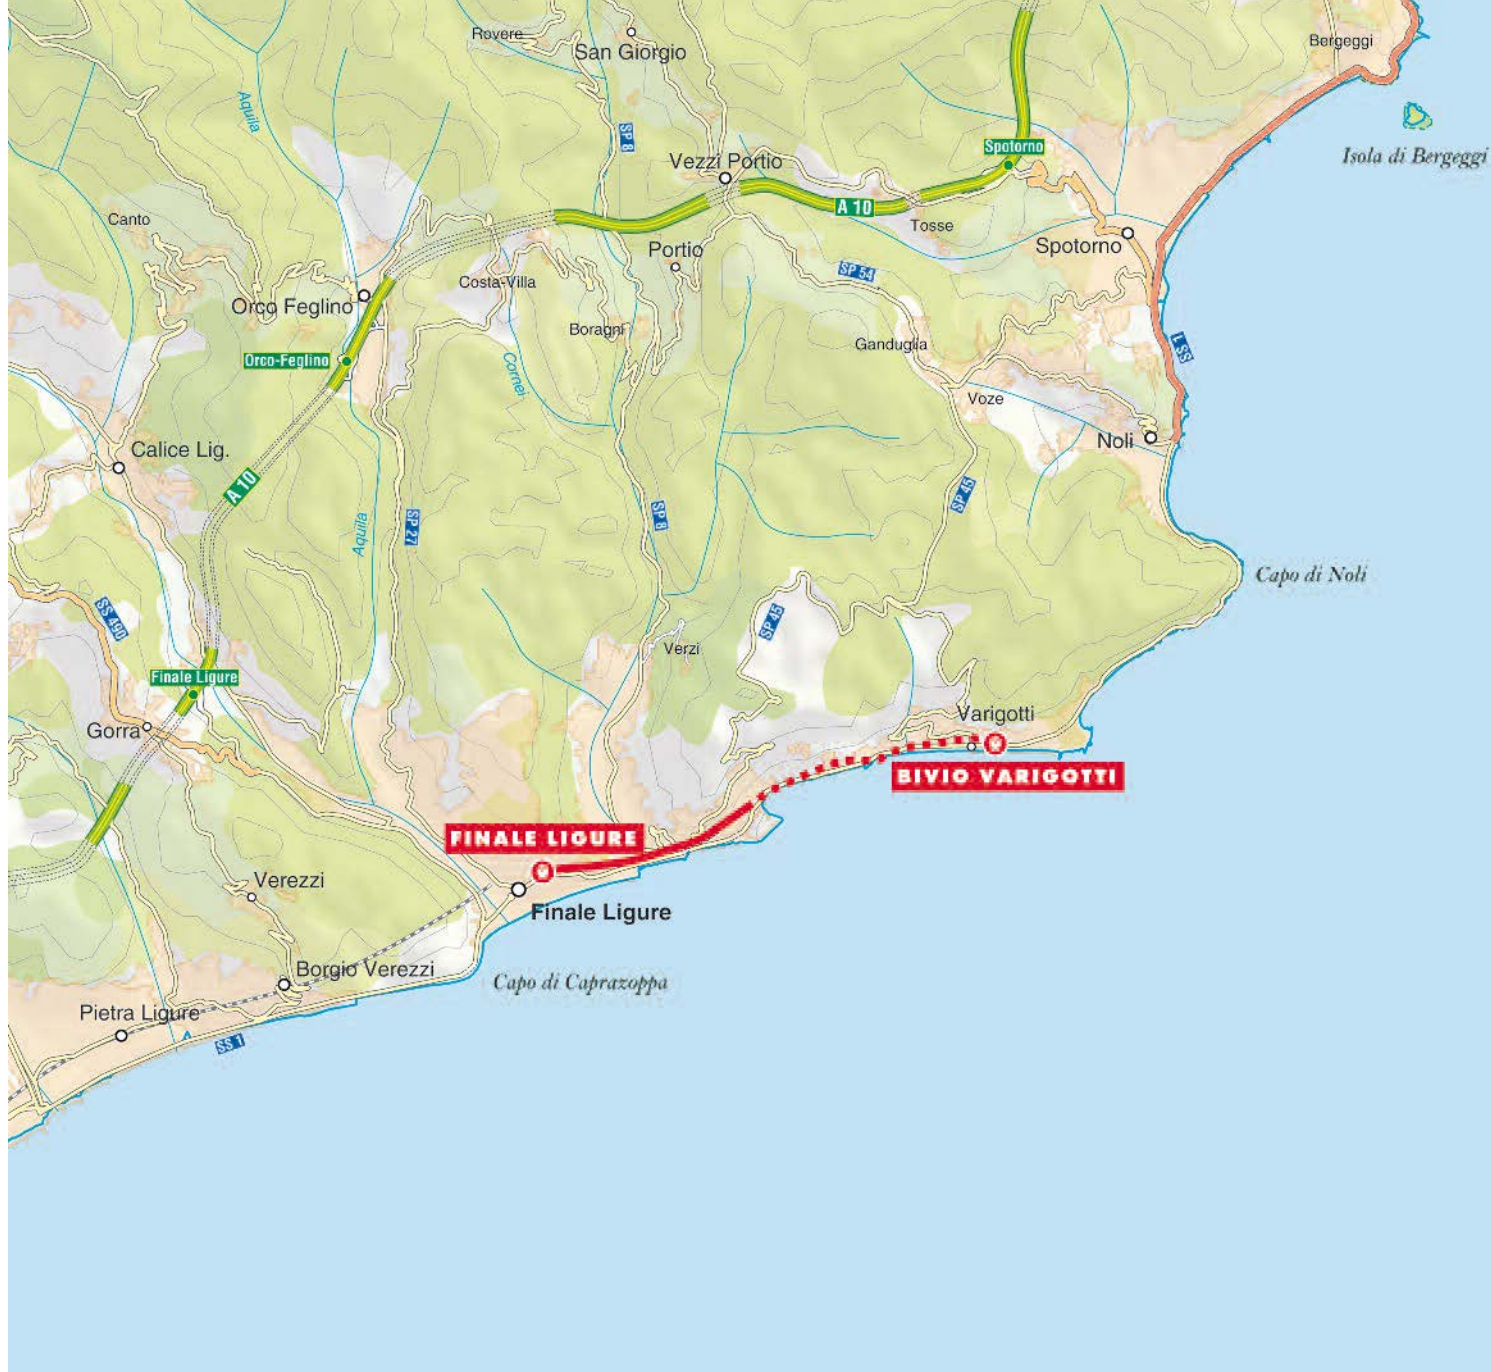 Bergeggi
Rovere
San Giorgio
Aquila
SP 8
Spotorno
Isola di Bergeggi
Vezzi Portio
A 10
Canto
Tosse
Spotorno
Portio
SP 54
Costa-Villa
Orco Feglino
Boragni
Ganduglia
L SS
Orco-Feglino
Cornei
Voze
Noli
Calice Lig.
A 10
SP 45
SP 8
SP 27
Aquila
Capo di Noli
SS 490
SP 45
Verzi
Finale Ligure
Varigotti
Gorra
BIVIO VARIGOTTI
FINALE LIGURE
Verezzi
Finale Ligure
Borgio Verezzi
Capo di Caprazoppa
Pietra Ligure
SS 1